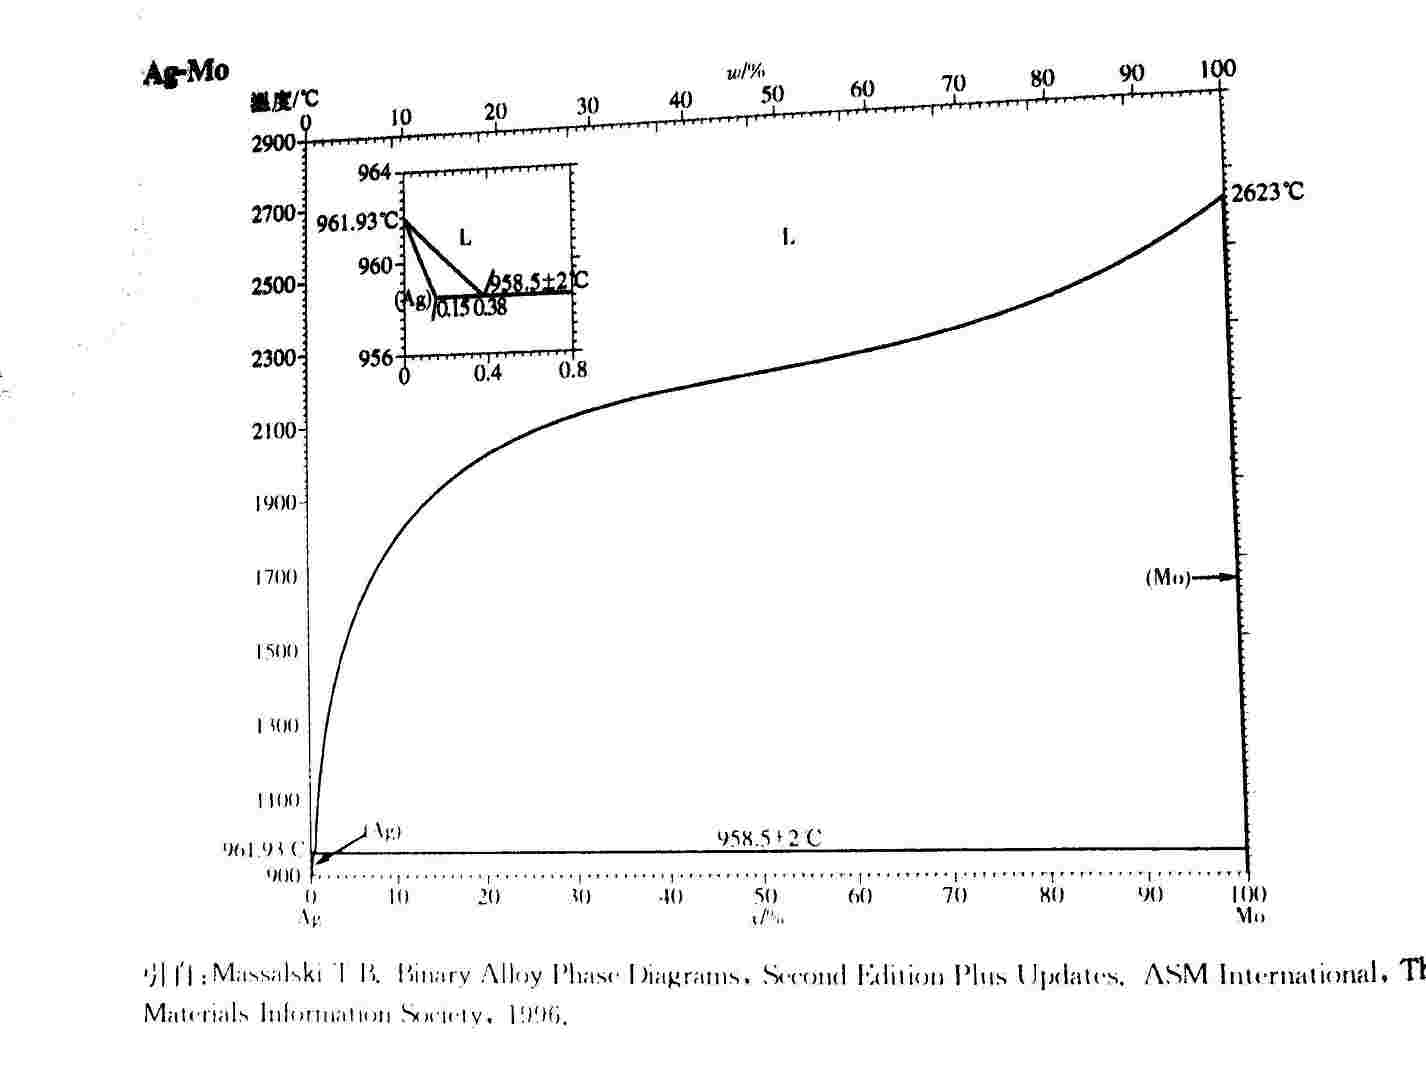 Ag-Mo
w/%
温度/℃
0 10 20 30 40 50 60 70 80 90 100
2900
964
2700
961.93℃
L
L
2623℃
960
2500
958.5±2℃
(Ag)
0.15 0.38
2300
956
0 0.4 0.8
2100
1900
1700
(Mo)
1500
1300
1100
(Ag)
958.5±2℃
961.93℃
900
0 10 20 30 40 50 60 70 80 90 100
Ag
x/%
Mo
引自:Massalski T B. Binary Alloy Phase Diagrams, Second Edition Plus Updates. ASM International, Th
Materials Information Society, 1996.